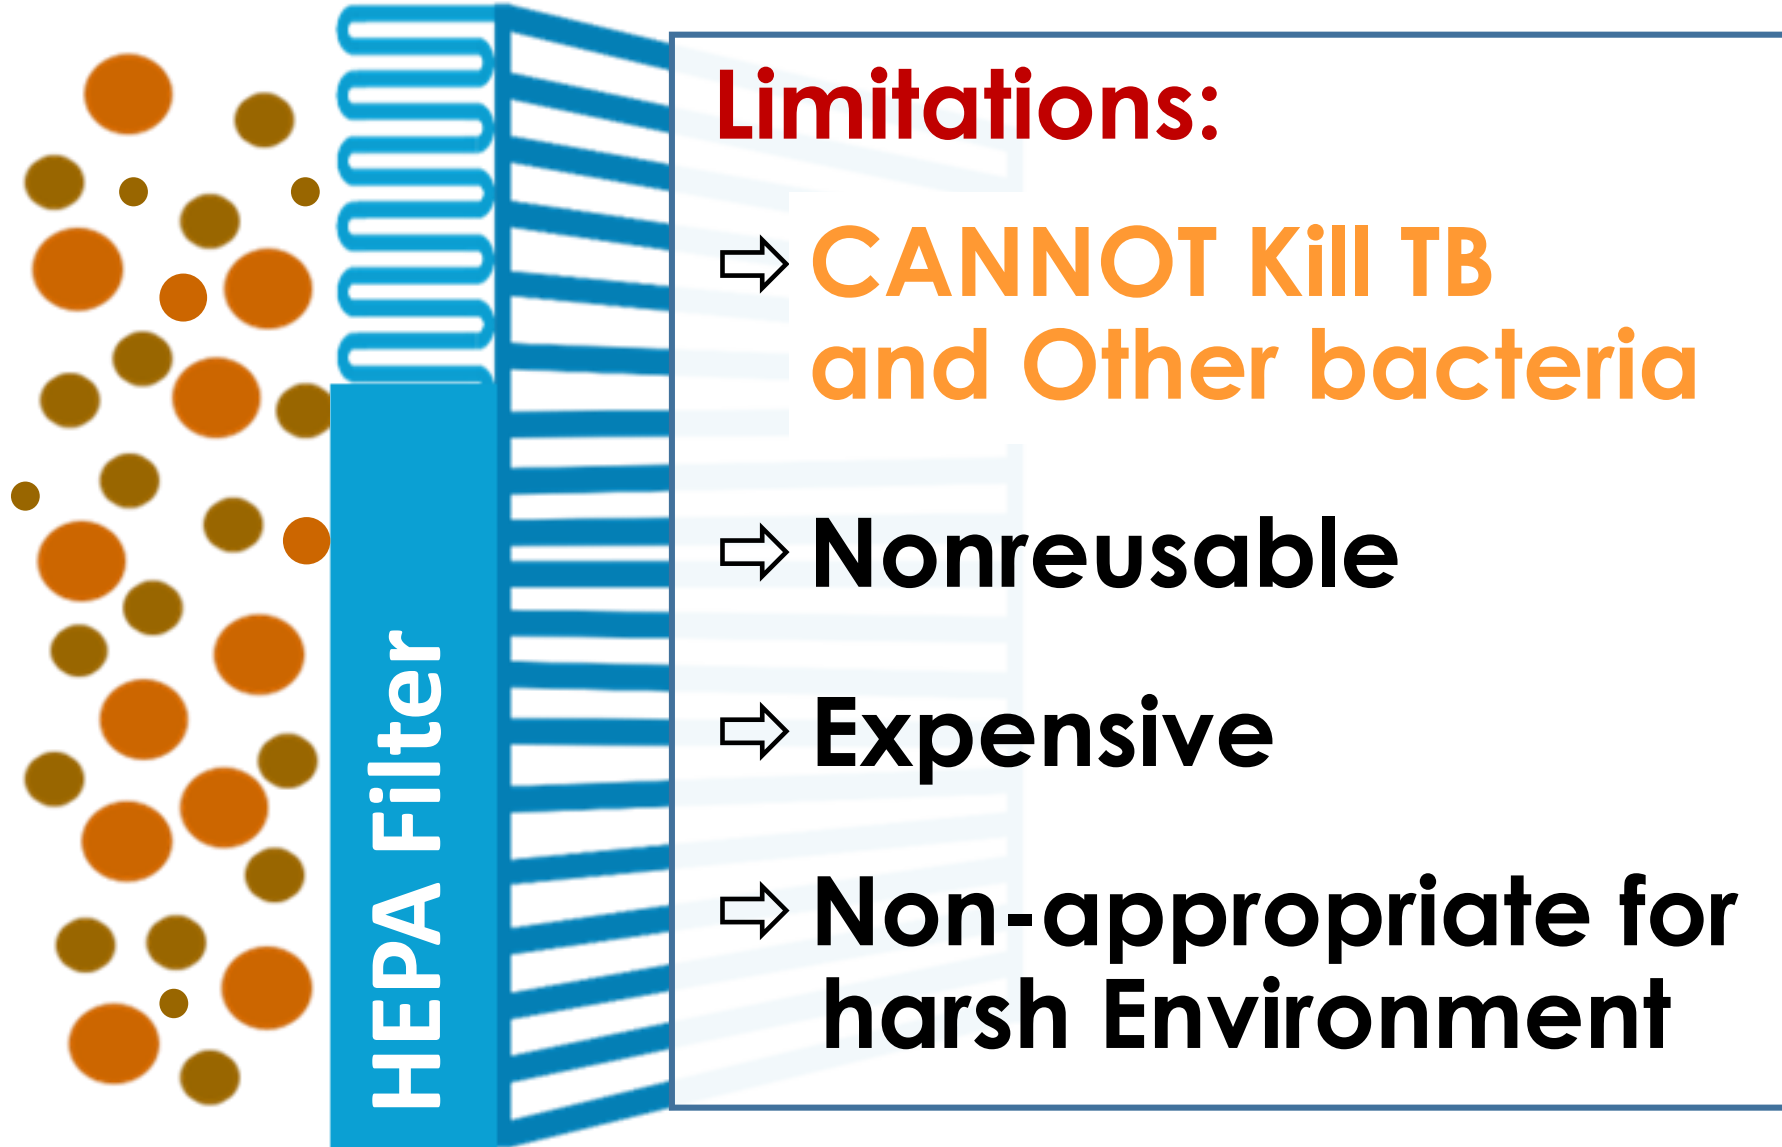 HEPA Filter
Limitations:
⇨ CANNOT Kill TB
and Other bacteria
⇨ Nonreusable
⇨ Expensive
⇨ Non-appropriate for
harsh Environment